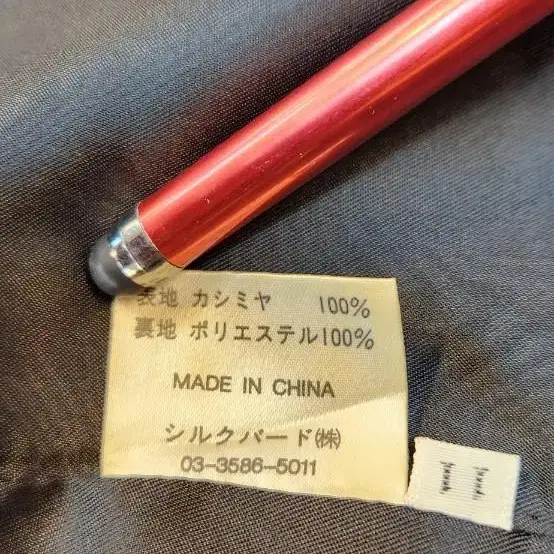 表地 カシミヤ 100%
裏地 ポリエステル100%
MADE IN CHINA
シルクバード㈱
03-3586-5011
11